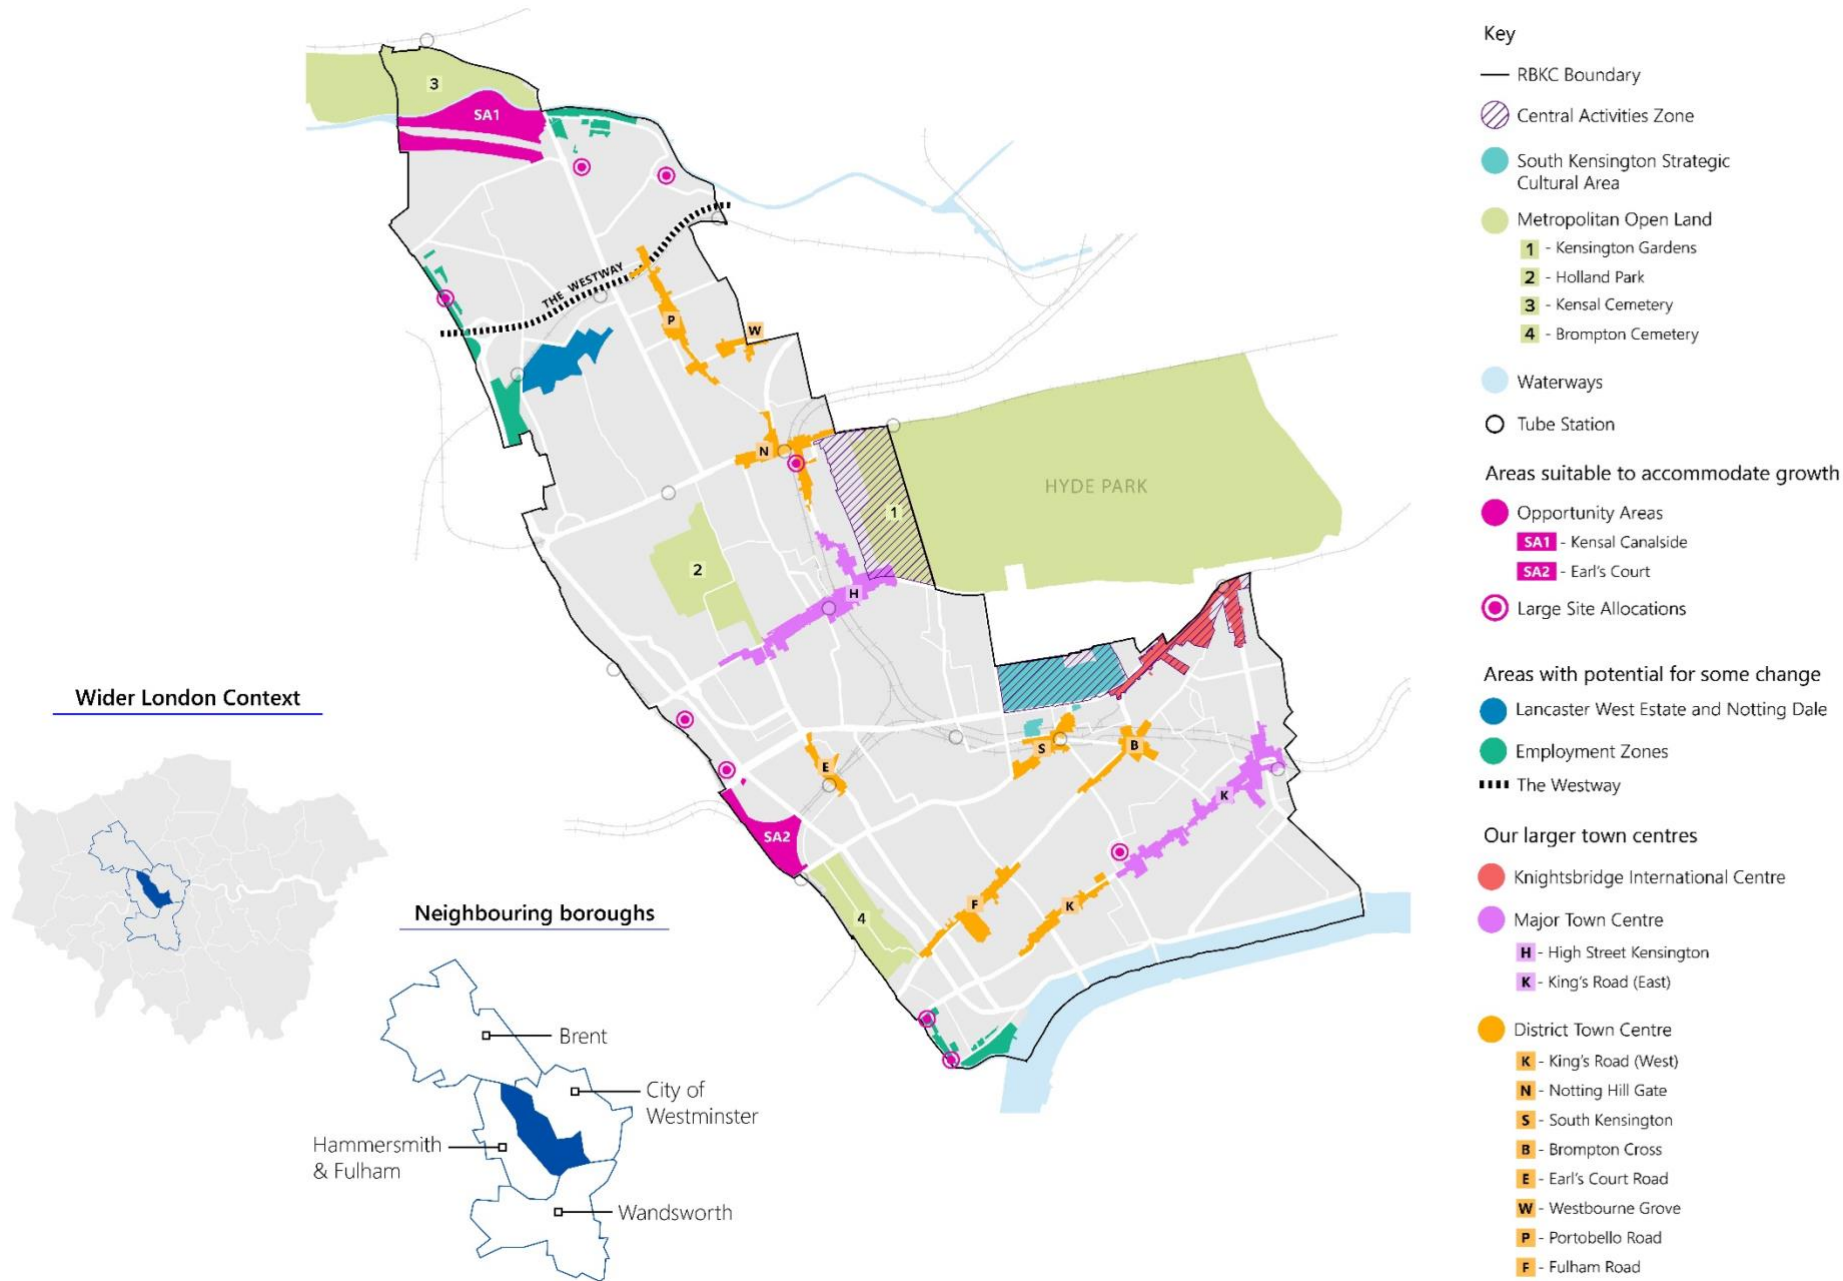 3
SA1
THE WESTWAY
P
W
N
1
HYDE PARK
2
H
S
B
E
K
SA2
F
K
4
Wider London Context
Neighbouring boroughs
Brent
City of
Westminster
Hammersmith
& Fulham
Wandsworth
Key
RBKC Boundary
Central Activities Zone
South Kensington Strategic
Cultural Area
Metropolitan Open Land
1 - Kensington Gardens
2 - Holland Park
3 - Kensal Cemetery
4 - Brompton Cemetery
Waterways
Tube Station
Areas suitable to accommodate growth
Opportunity Areas
SA1 - Kensal Canalside
SA2 - Earl's Court
Large Site Allocations
Areas with potential for some change
Lancaster West Estate and Notting Dale
Employment Zones
The Westway
Our larger town centres
Knightsbridge International Centre
Major Town Centre
H - High Street Kensington
K - King's Road (East)
District Town Centre
K - King's Road (West)
N - Notting Hill Gate
S - South Kensington
B - Brompton Cross
E - Earl's Court Road
W - Westbourne Grove
P - Portobello Road
F - Fulham Road